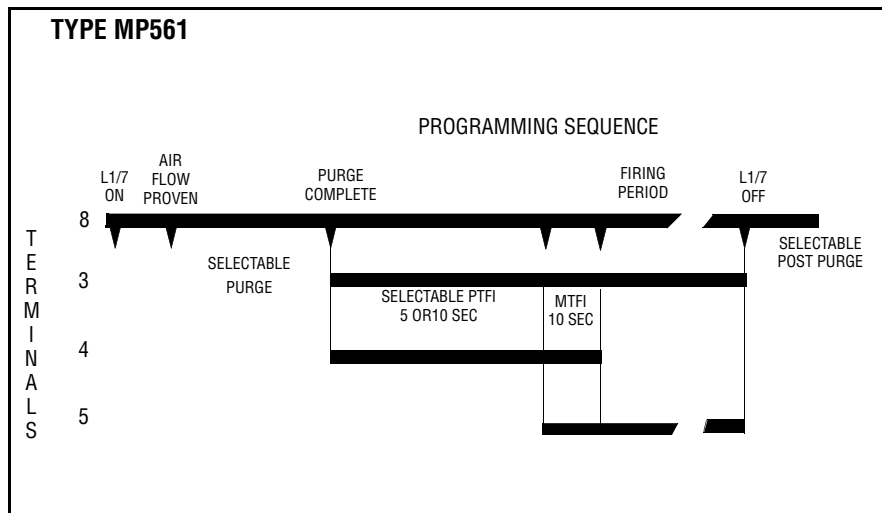 TYPE MP561
PROGRAMMING SEQUENCE
L1/7
ON
AIR
FLOW
PROVEN
PURGE
COMPLETE
FIRING
PERIOD
L1/7
OFF
TERMINALS
8
SELECTABLE
POST PURGE
SELECTABLE
PURGE
3
SELECTABLE PTFI
5 OR10 SEC
MTFI
10 SEC
4
5